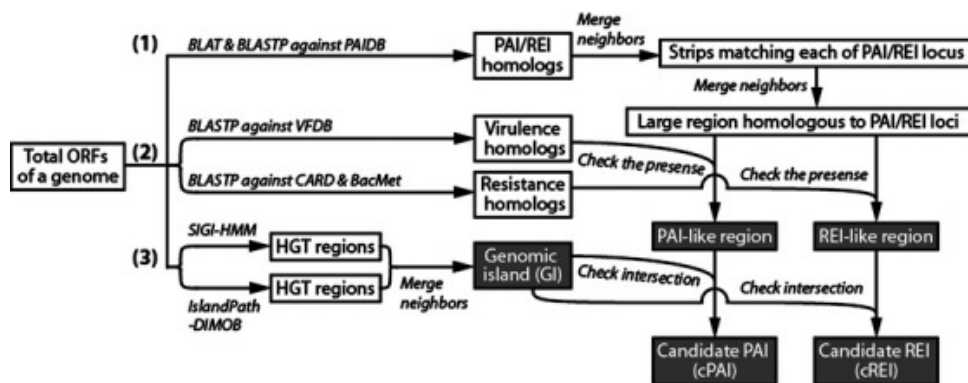 (1)
BLAT & BLASTP against PAIDB
PAI/REI
homologs
Merge
neighbors
Strips matching each of PAI/REI locus
Merge neighbors
Large region homologous to PAI/REI loci
Total ORFs
of a genome
(2)
BLASTP against VFDB
Virulence
homologs
Check the presense
BLASTP against CARD & BacMet
Resistance
homologs
Check the presense
PAI-like region
REI-like region
(3)
SIGI-HMM
HGT regions
HGT regions
IslandPath
-DIMOB
Merge
neighbors
Genomic
island (GI)
Check intersection
Check intersection
Candidate PAI
(cPAI)
Candidate REI
(cREI)